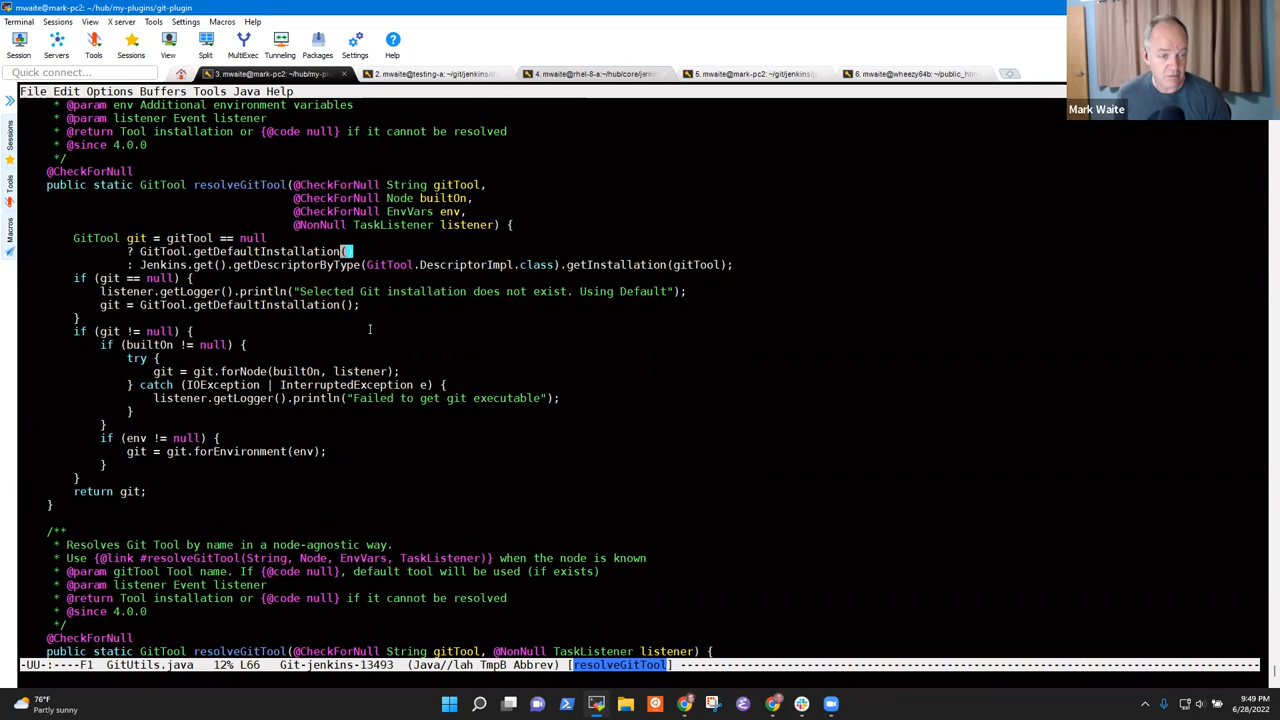 mwaite@mark-pc2: ~/hub/my-plugins/git-plugin
Terminal Sessions View X server Tools Settings Macros Help
Session Servers Tools Sessions View Split MultiExec Tunneling Packages Settings Help
Quick connect...
3. mwaite@mark-pc2: ~/hub/my-pl
2. mwaite@testing-a: ~/git/jenkins/
4. mwaite@rhel-8-a: ~/hub/core/jenki
5. mwaite@mark-pc2: ~/git/jenkins/
6. mwaite@wheezy64b: ~/public_htm
File Edit Options Buffers Tools Java Help
Sessions
Tools
Macros
Mark Waite
* @param env Additional environment variables
* @param listener Event listener
* @return Tool installation or {@code null} if it cannot be resolved
* @since 4.0.0
*/
@CheckForNull
public static GitTool resolveGitTool(@CheckForNull String gitTool,
@CheckForNull Node builtOn,
@CheckForNull EnvVars env,
@NonNull TaskListener listener) {
GitTool git = gitTool == null
? GitTool.getDefaultInstallation()
: Jenkins.get().getDescriptorByType(GitTool.DescriptorImpl.class).getInstallation(gitTool);
if (git == null) {
listener.getLogger().println("Selected Git installation does not exist. Using Default");
git = GitTool.getDefaultInstallation();
}
if (git != null) {
if (builtOn != null) {
try {
git = git.forNode(builtOn, listener);
} catch (IOException | InterruptedException e) {
listener.getLogger().println("Failed to get git executable");
}
}
if (env != null) {
git = git.forEnvironment(env);
}
}
return git;
}
/**
* Resolves Git Tool by name in a node-agnostic way.
* Use {@link #resolveGitTool(String, Node, EnvVars, TaskListener)} when the node is known
* @param gitTool Tool name. If {@code null}, default tool will be used (if exists)
* @param listener Event listener
* @return Tool installation or {@code null} if it cannot be resolved
* @since 4.0.0
*/
@CheckForNull
public static GitTool resolveGitTool(@CheckForNull String gitTool, @NonNull TaskListener listener) {
-UU-:----F1 GitUtils.java 12% L66 Git-jenkins-13493 (Java//lah TmpB Abbrev) [resolveGitTool] ----------
76°F
Partly sunny
9:49 PM
6/28/2022